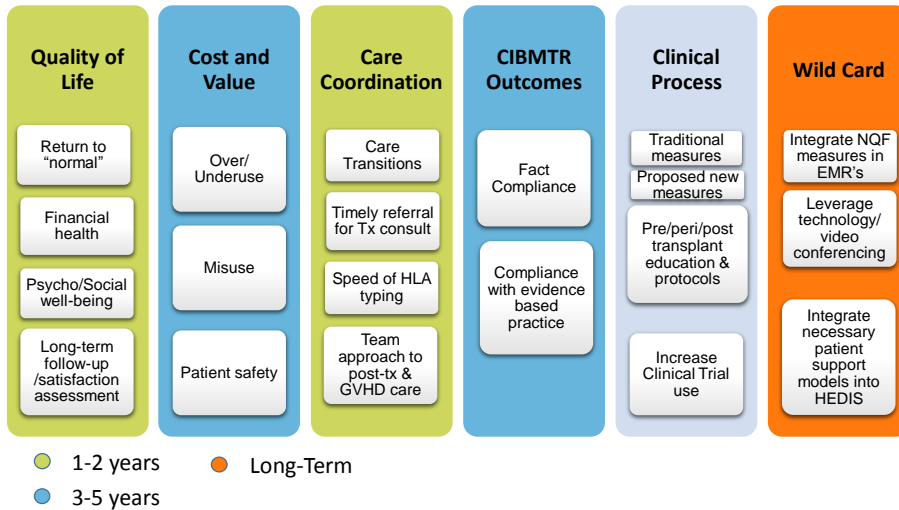 Quality of
Life
Return to
“normal”
Financial
health
Psycho/Social
well-being
Long-term
follow-up
/satisfaction
assessment
Cost and
Value
Over/
Underuse
Misuse
Patient safety
Care
Coordination
Care
Transitions
Timely referral
for Tx consult
Speed of HLA
typing
Team
approach to
post-tx &
GVHD care
CIBMTR
Outcomes
Fact
Compliance
Compliance
with evidence
based
practice
Clinical
Process
Traditional
measures
Proposed new
measures
Pre/peri/post
transplant
education &
protocols
Increase
Clinical Trial
use
Wild Card
Integrate NQF
measures in
EMR’s
Leverage
technology/
video
conferencing
Integrate
necessary
patient
support
models into
HEDIS
1-2 years
Long-Term
3-5 years